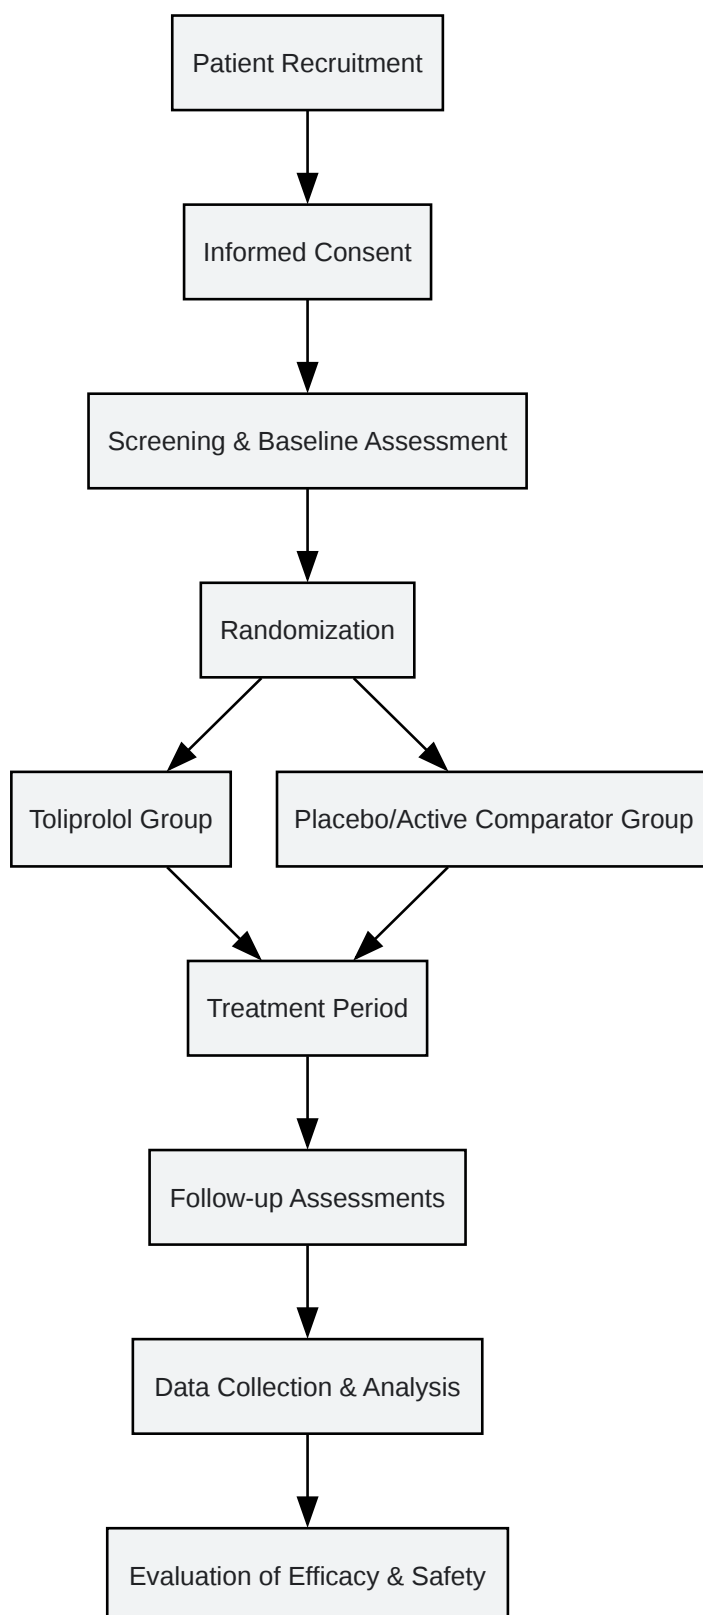 Patient Recruitment
Informed Consent
Screening & Baseline Assessment
Randomization
Toliprolol Group
Placebo/Active Comparator Group
Treatment Period
Follow-up Assessments
Data Collection & Analysis
Evaluation of Efficacy & Safety